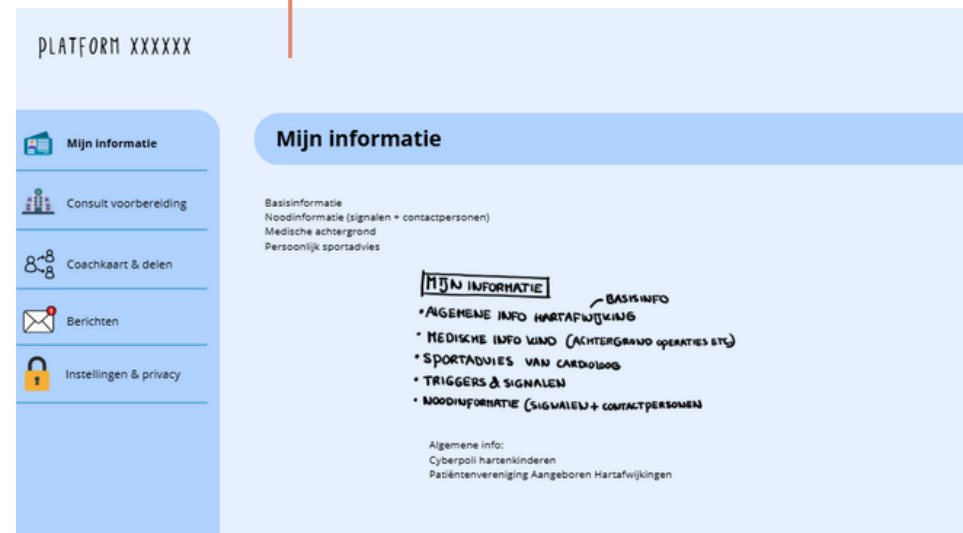 PLATFORM XXXXXX
Mijn informatie
Consult voorbereiding
Coachkaart & delen
Berichten
Instellingen & privacy
Mijn informatie
Basisinformatie
Noodinformatie (signalen + contactpersonen)
Medische achtergrond
Persoonlijk sportadvies
MIJN INFORMATIE
BASISINFO
• ALGEMENE INFO HARTAFWIJKING
• MEDISCHE INFO KIND (ACHTERGROND OPERATIES ETC)
• SPORTADVIES VAN CARDIOLOOG
• TRIGGERS & SIGNALEN
• NOODINFORMATIE (SIGNALEN + CONTACTPERSONEN
Algemene info:
Cyberpoli hartenkinderen
Patiëntenvereniging Aangeboren Hartafwijkingen